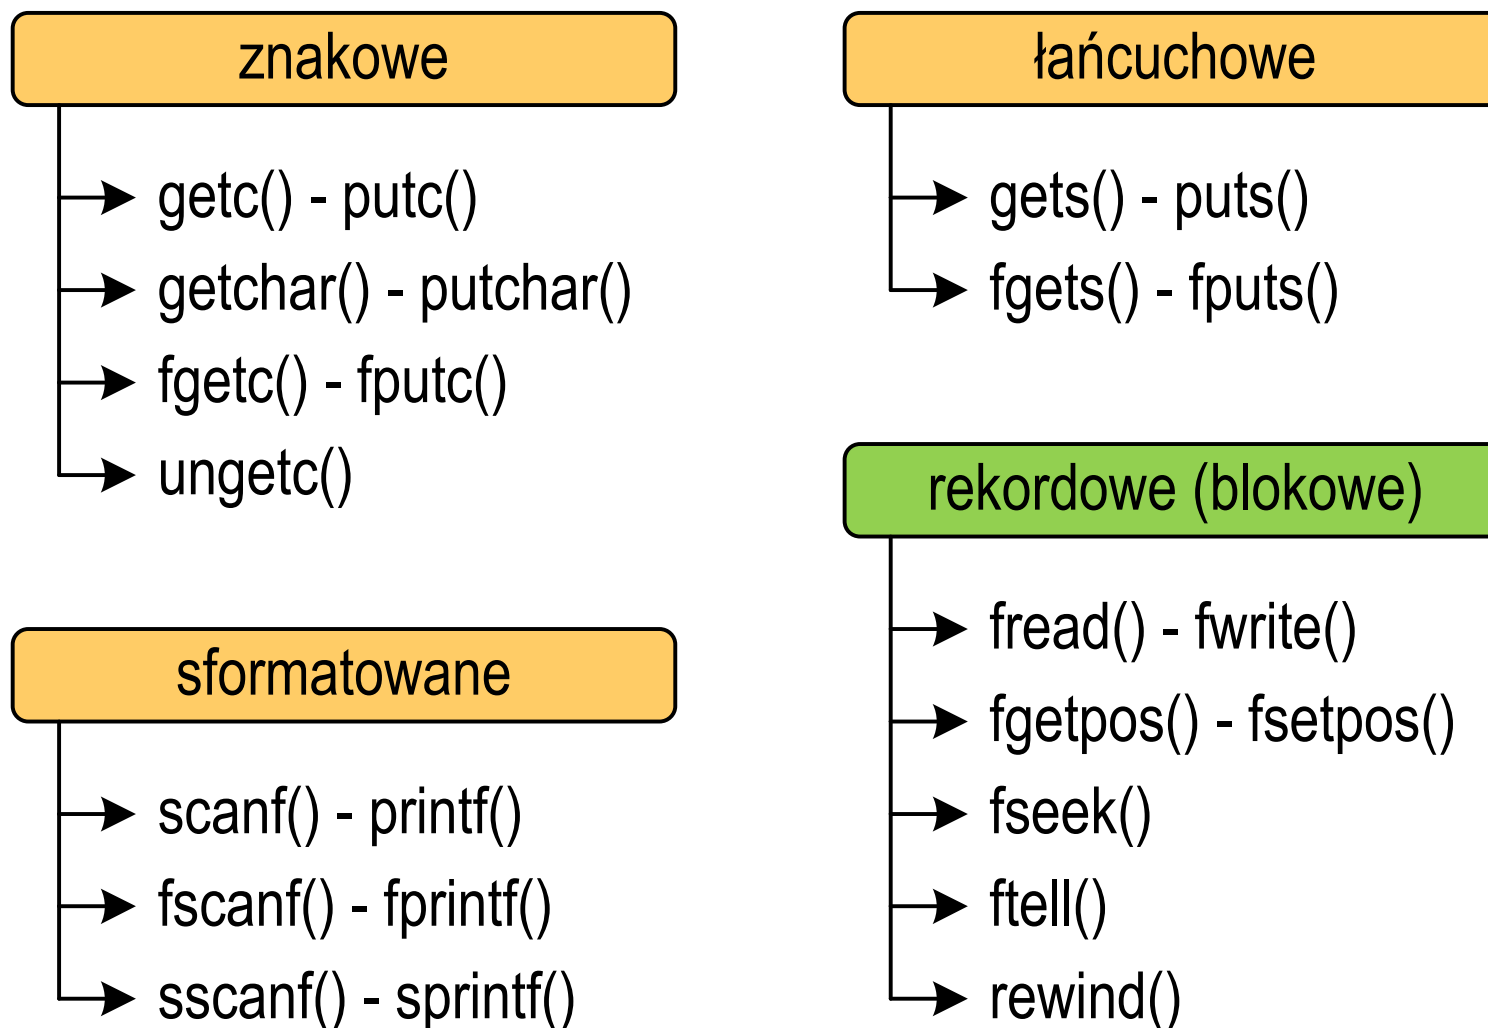 znakowe
getc() - putc()
getchar() - putchar()
fgetc() - fputc()
ungetc()
sformatowane
scanf() - printf()
fscanf() - fprintf()
sscanf() - sprintf()
łańcuchowe
gets() - puts()
fgets() - fputs()
rekordowe (blokowe)
fread() - fwrite()
fgetpos() - fsetpos()
fseek()
ftell()
rewind()